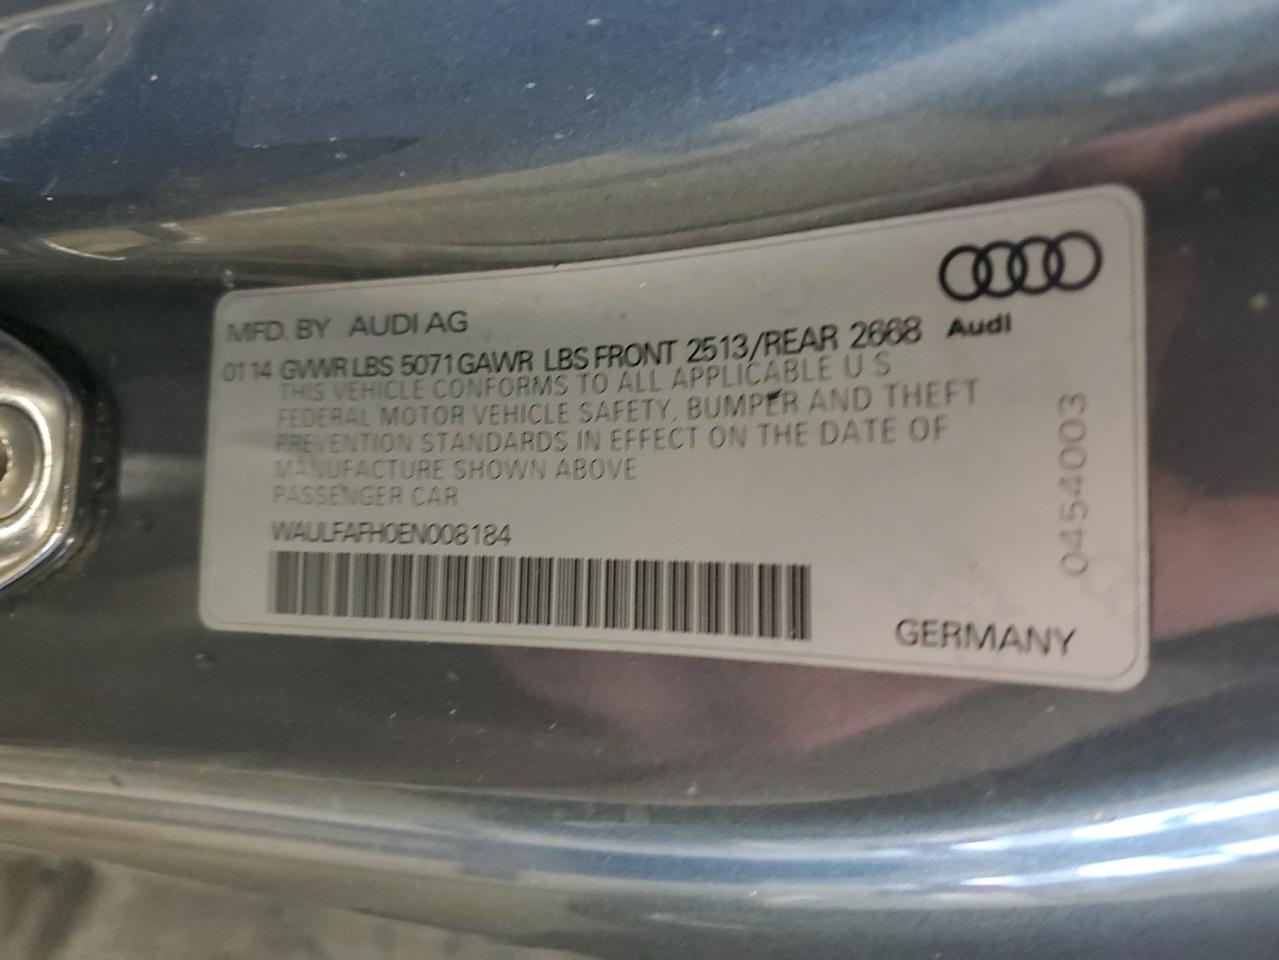 MFD. BY AUDI AG
Audi
01 14 GVWR LBS 5071 GAWR LBS FRONT 2513/REAR 2668
THIS VEHICLE CONFORMS TO ALL APPLICABLE U S
FEDERAL MOTOR VEHICLE SAFETY, BUMPER AND THEFT
PREVENTION STANDARDS IN EFFECT ON THE DATE OF
MANUFACTURE SHOWN ABOVE
PASSENGER CAR
WAULFAFH0EN008184
0454003
GERMANY